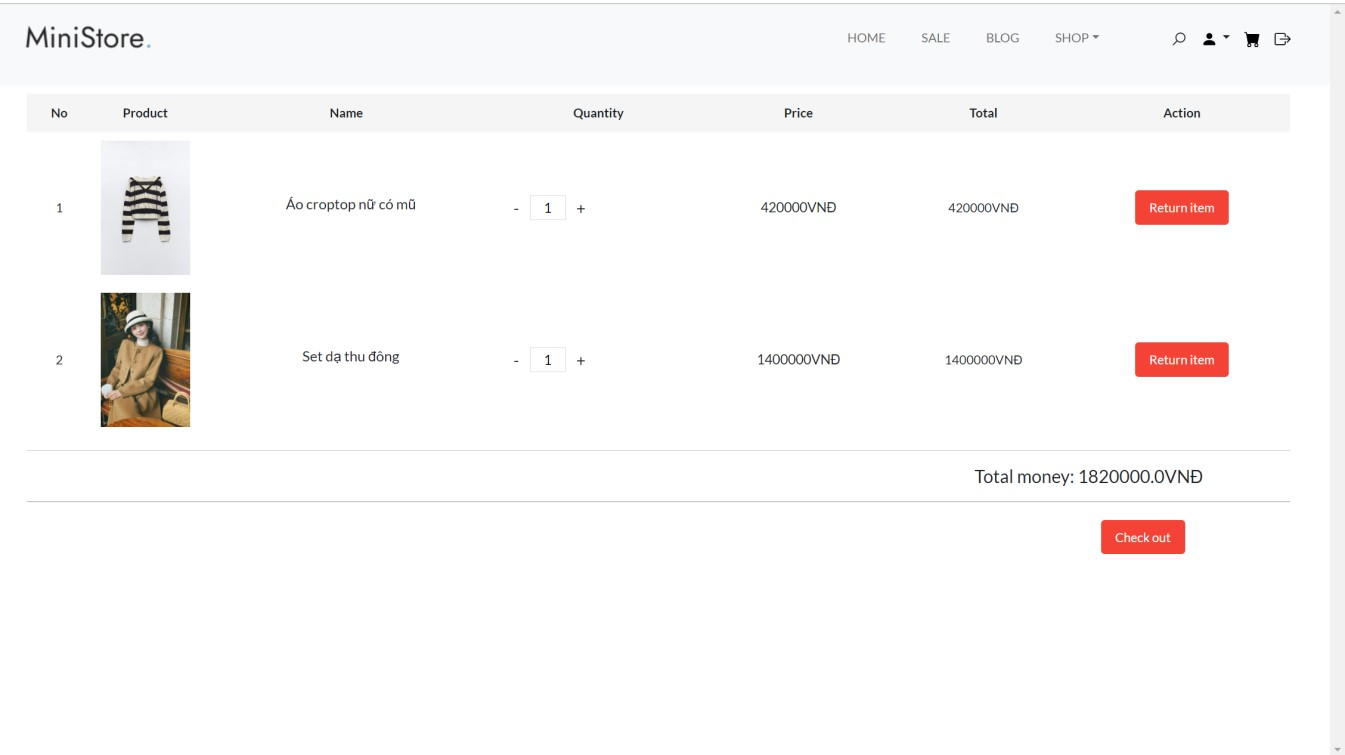 MiniStore.
HOME SALE BLOG SHOP
No Product Name Quantity Price Total Action
1 Áo croptop nữ có mũ - 1 + 420000VNĐ 420000VNĐ Return item
2 Set dạ thu đông - 1 + 1400000VNĐ 1400000VNĐ Return item
Total money: 1820000.0VNĐ
Check out